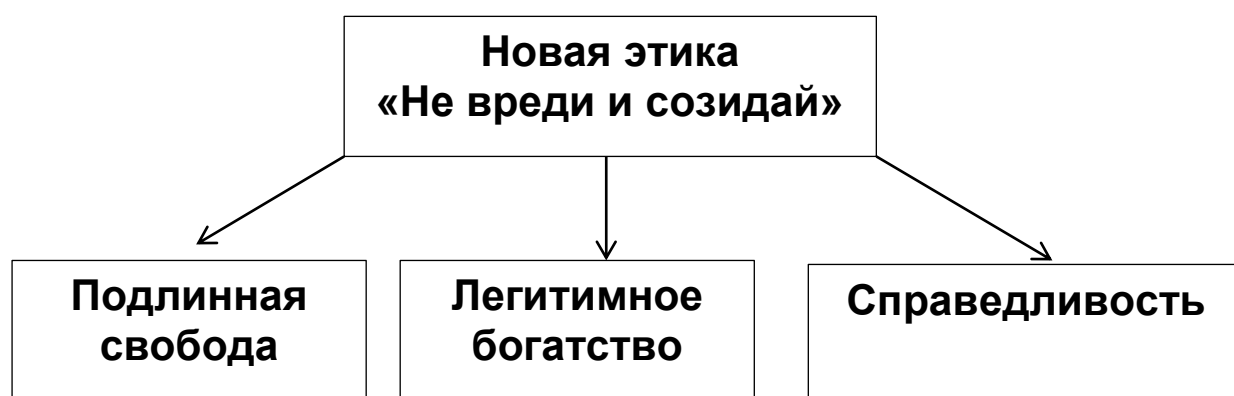 Новая этика
«Не вреди и созидай»
Подлинная
свобода
Легитимное
богатство
Справедливость